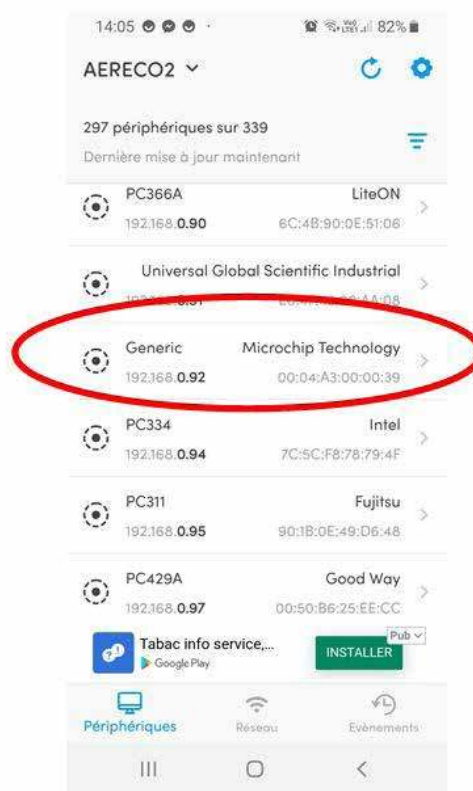 14:05
Vo))
LTE1
82%
AERECO2
297 périphériques sur 339
Dernière mise à jour maintenant
PC366A LiteON
192.168.0.90 6C:4B:90:0E:51:06
Universal Global Scientific Industrial
Generic Microchip Technology
192.168.0.92 00:04:A3:00:00:39
PC334 Intel
192.168.0.94 7C:5C:F8:78:79:4F
PC311 Fujitsu
192.168.0.95 90:1B:0E:49:D6:48
PC429A Good Way
192.168.0.97 00:50:B6:25:EE:CC
Pub
Tabac info service,... INSTALLER
Google Play
Périphériques Réseau Evènements